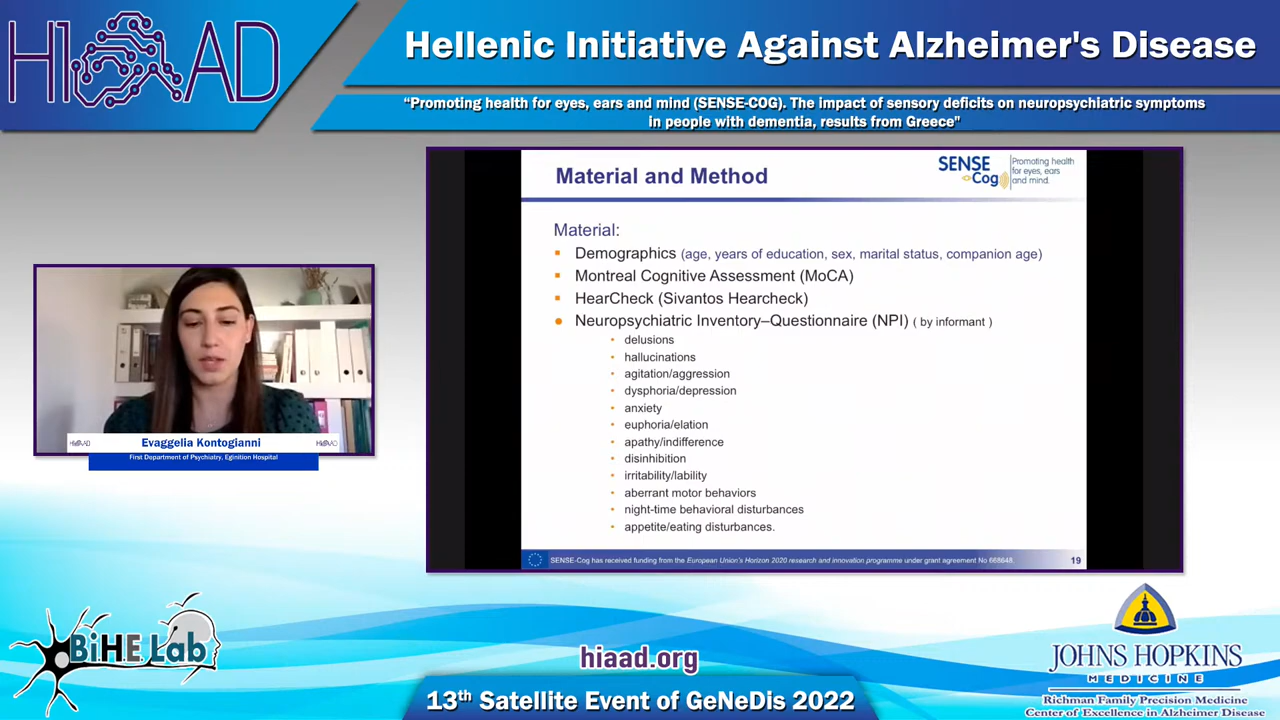 HIAAD
Hellenic Initiative Against Alzheimer's Disease
“Promoting health for eyes, ears and mind (SENSE-COG). The impact of sensory deficits on neuropsychiatric symptoms
in people with dementia, results from Greece”
Material and Method
SENSE
Cog
Promoting health
for eyes, ears
and mind.
Material:
Demographics (age, years of education, sex, marital status, companion age)
Montreal Cognitive Assessment (MoCA)
HearCheck (Sivantos Hearcheck)
Neuropsychiatric Inventory–Questionnaire (NPI) ( by informant )
delusions
hallucinations
agitation/aggression
dysphoria/depression
anxiety
euphoria/elation
apathy/indifference
disinhibition
irritability/lability
aberrant motor behaviors
night-time behavioral disturbances
appetite/eating disturbances.
SENSE-Cog has received funding from the European Union's Horizon 2020 research and innovation programme under grant agreement No 668648.
19
HIAAD
Evaggelia Kontogianni
HIAAD
First Department of Psychiatry, Eginition Hospital
BiHE Lab
hiaad.org
13th Satellite Event of GeNeDis 2022
JOHNS HOPKINS
MEDICINE
Richman Family Precision Medicine
Center of Excellence in Alzheimer Disease